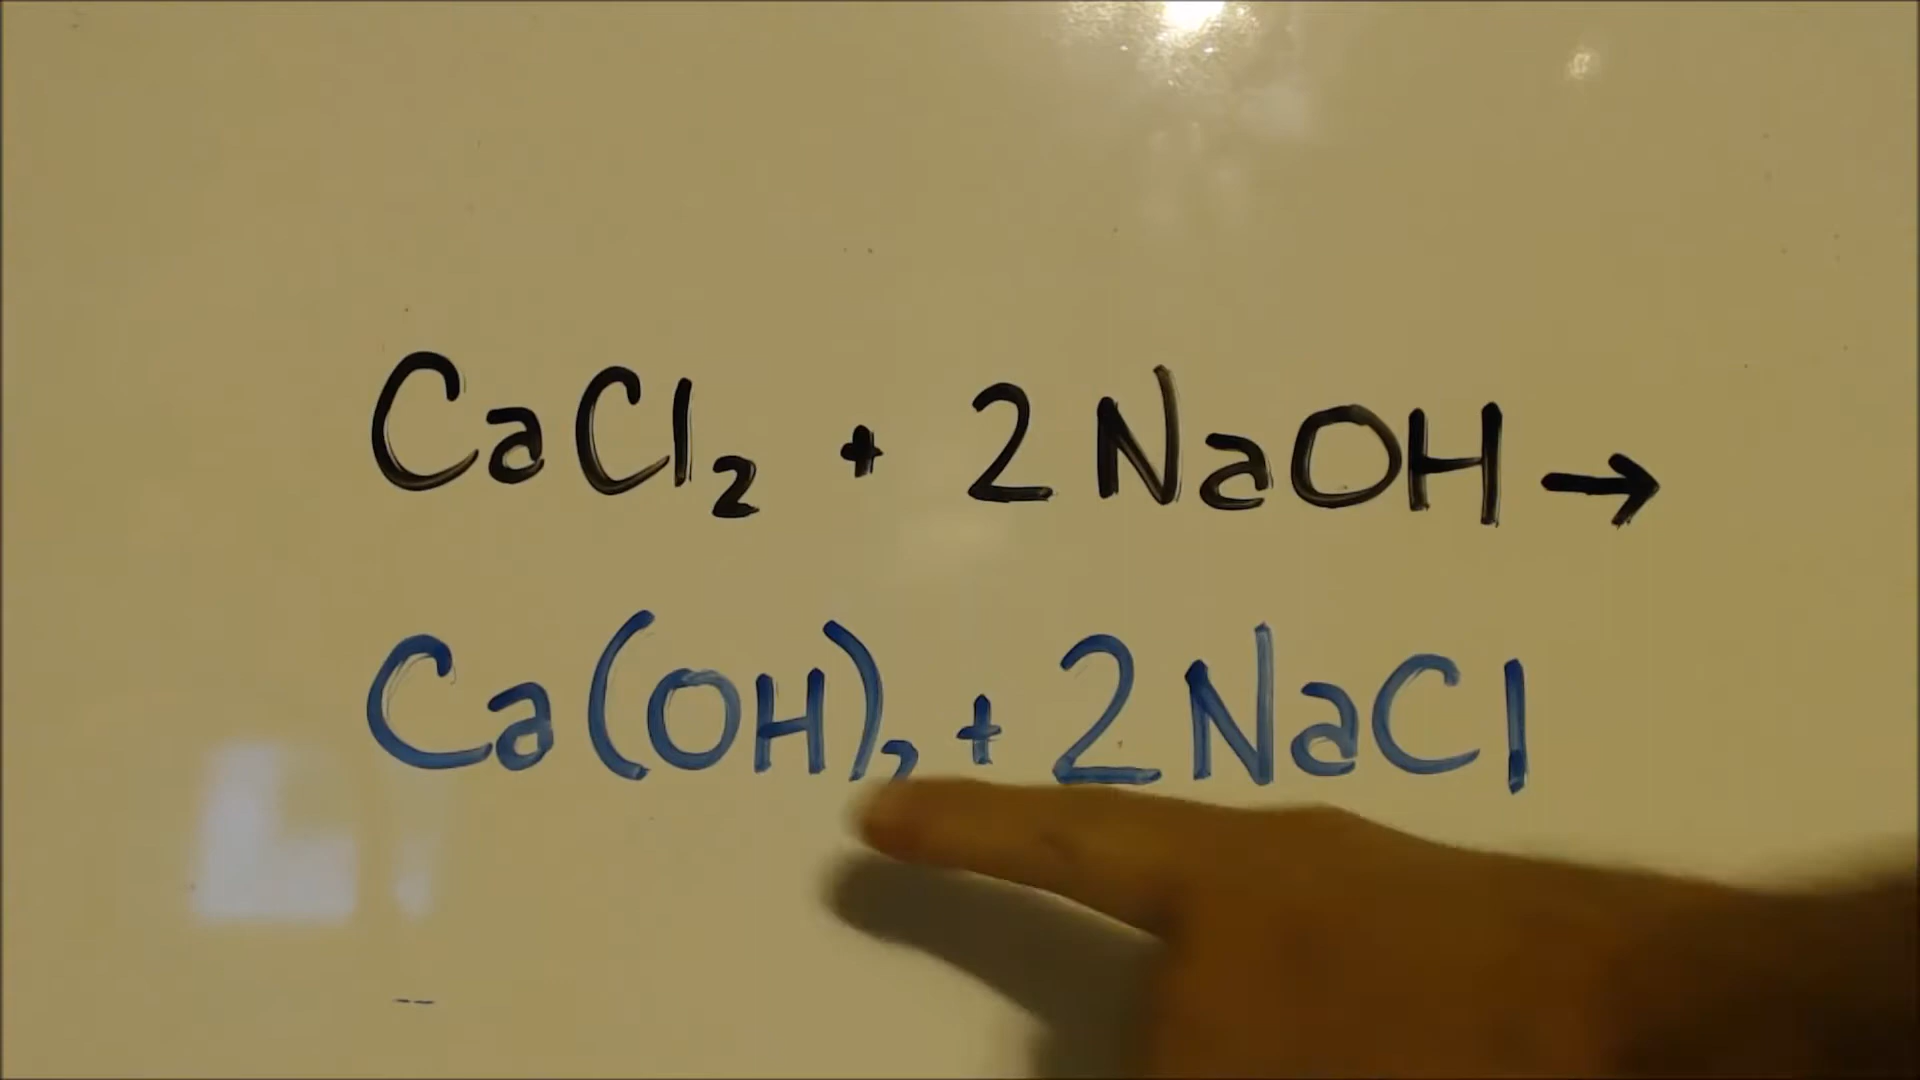 CaCl₂ + 2NaOH →
Ca(OH)₂ + 2NaCl